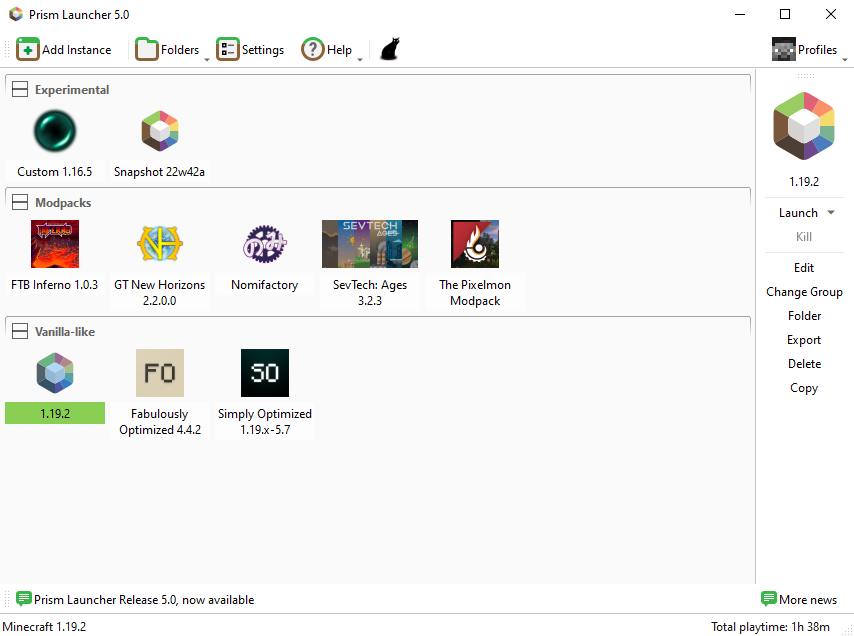 Prism Launcher 5.0
Add Instance
Folders
Settings
Help
Profiles
Experimental
Custom 1.16.5
Snapshot 22w42a
Modpacks
SEVTECH
AGES
FTB Inferno 1.0.3
GT New Horizons
2.2.0.0
Nomifactory
SevTech: Ages
3.2.3
The Pixelmon
Modpack
Vanilla-like
FO
SO
1.19.2
Fabulously
Optimized 4.4.2
Simply Optimized
1.19.x-5.7
1.19.2
Launch
Kill
Edit
Change Group
Folder
Export
Delete
Copy
Prism Launcher Release 5.0, now available
More news
Minecraft 1.19.2
Total playtime: 1h 38m